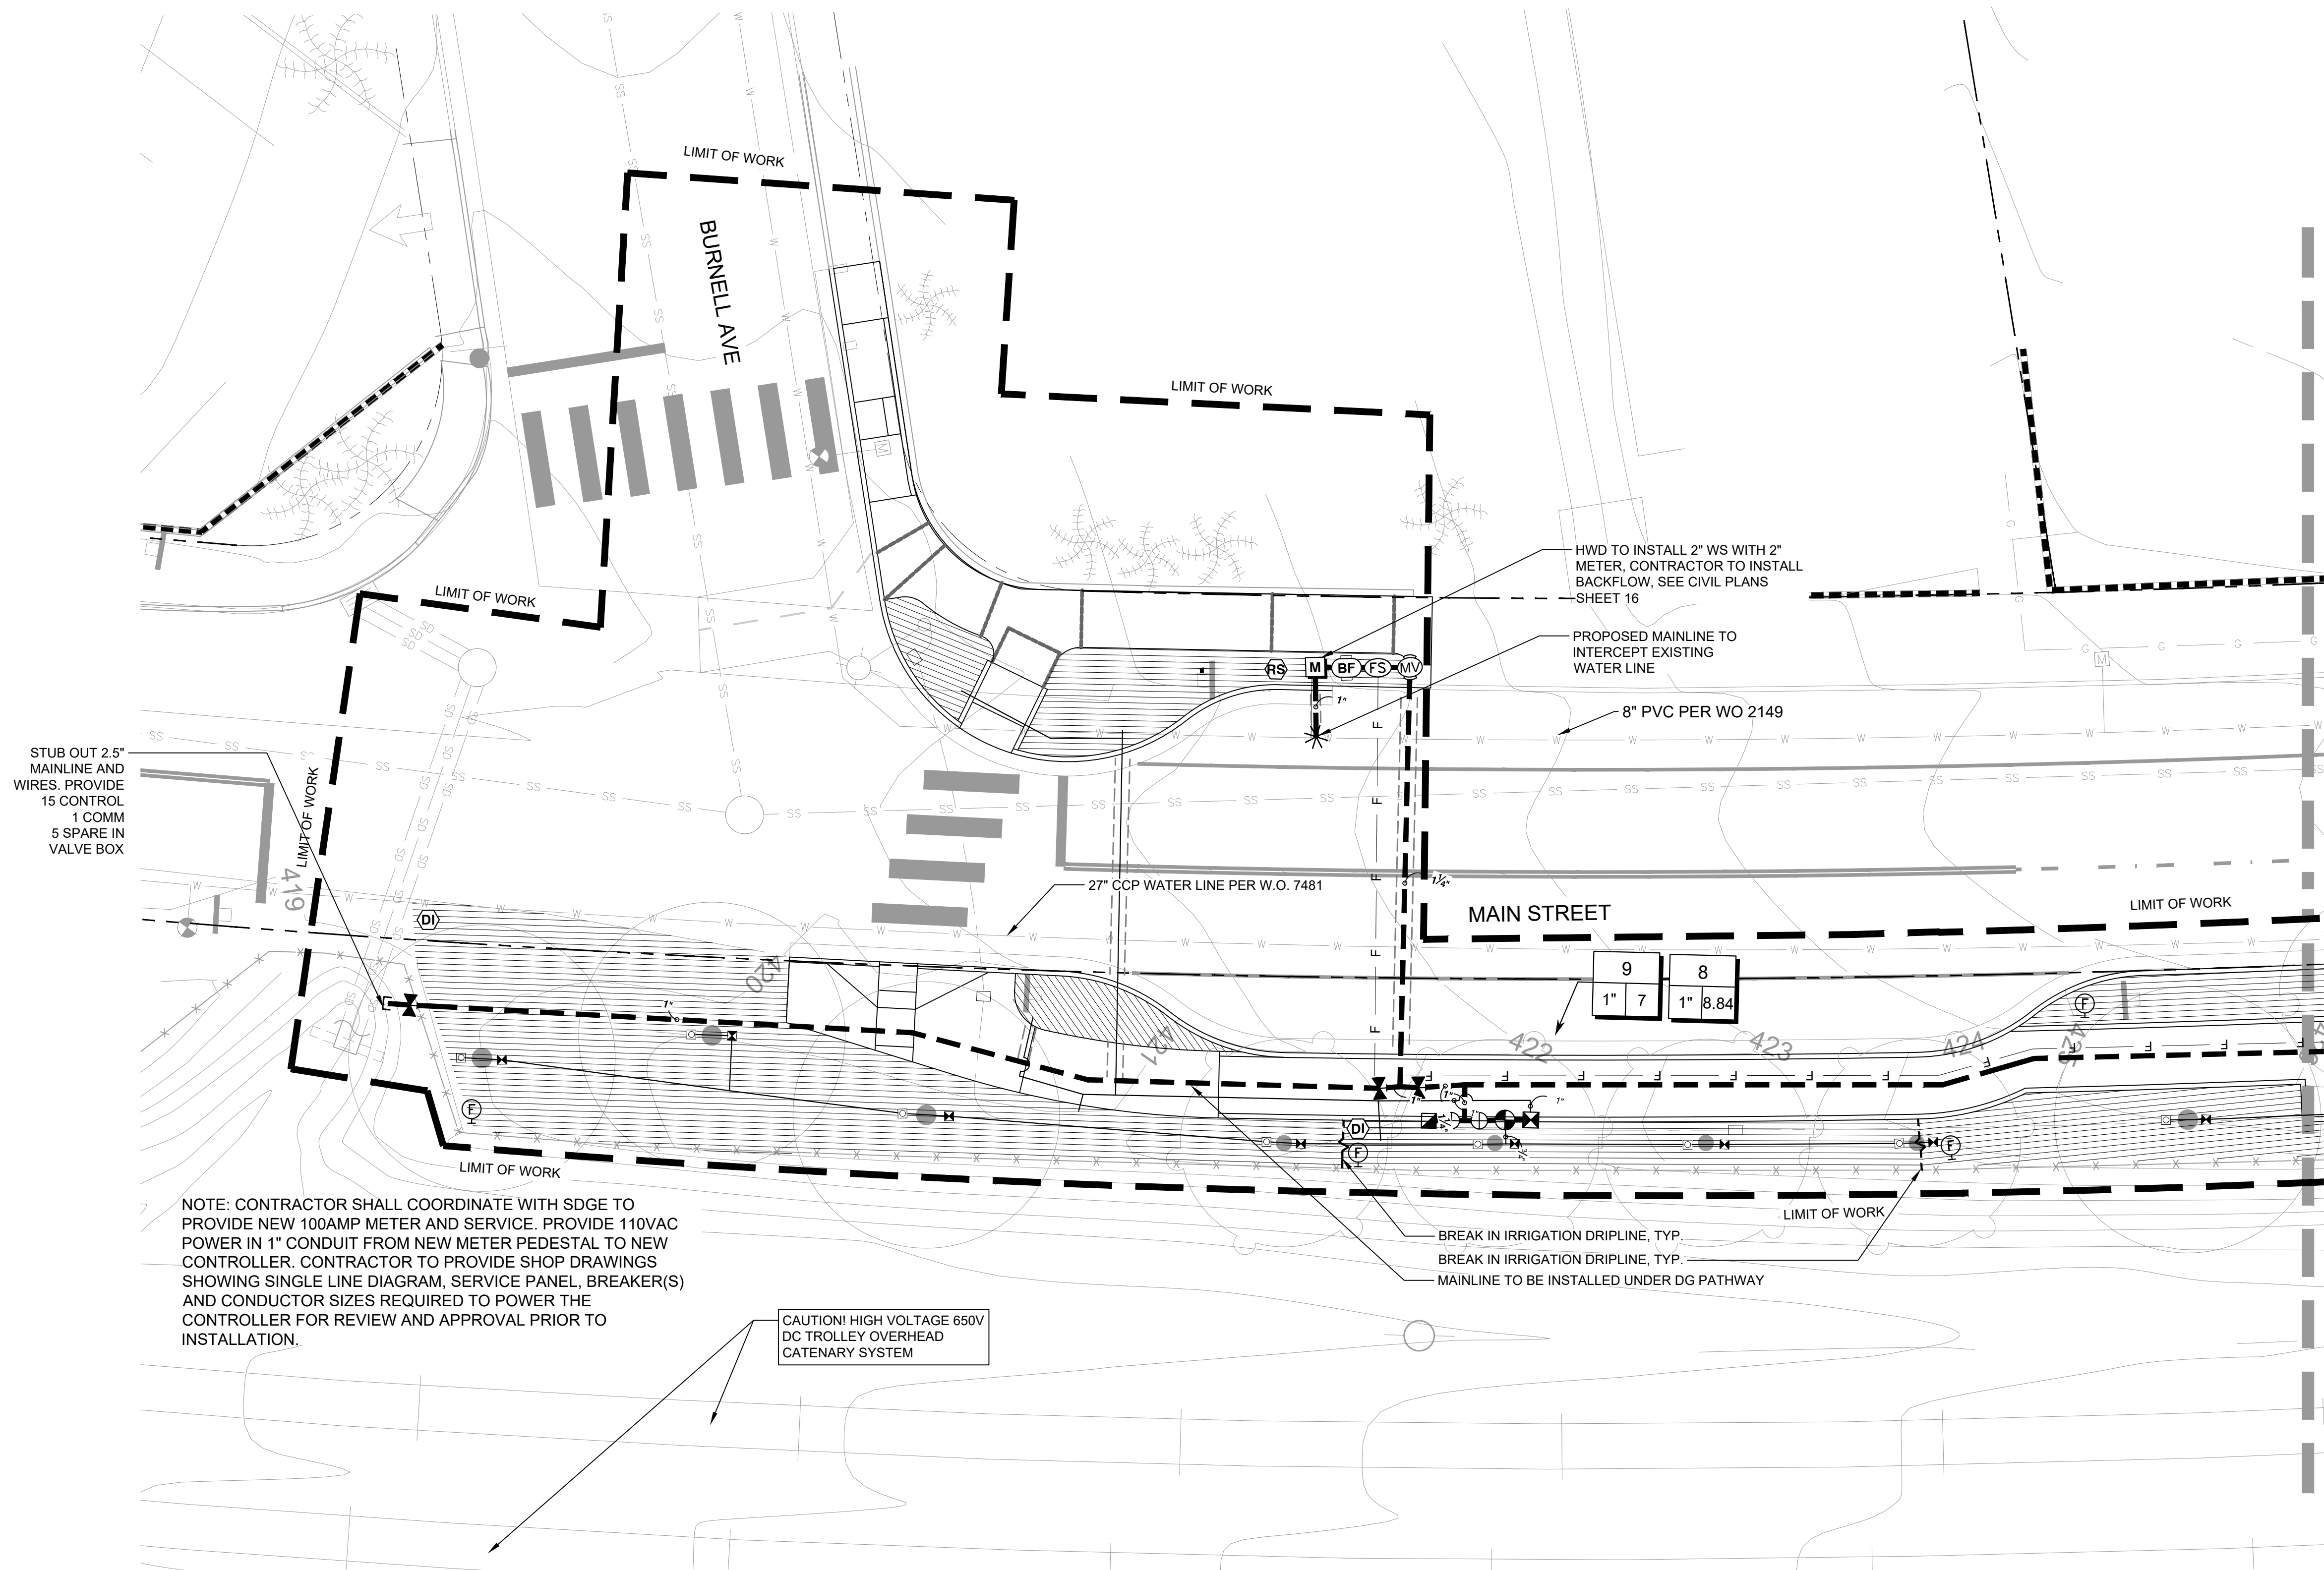 LIMIT OF WORK
BURNELL AVE
LIMIT OF WORK
HWD TO INSTALL 2" WS WITH 2"
METER, CONTRACTOR TO INSTALL
BACKFLOW, SEE CIVIL PLANS
SHEET 16
LIMIT OF WORK
PROPOSED MAINLINE TO
INTERCEPT EXISTING
WATER LINE
RS
M
BF
FS
MV
1"
8" PVC PER WO 2149
STUB OUT 2.5"
MAINLINE AND
WIRES. PROVIDE
15 CONTROL
1 COMM
5 SPARE IN
VALVE BOX
LIMIT OF WORK
419
27" CCP WATER LINE PER W.O. 7481
1¼"
MAIN STREET
LIMIT OF WORK
DI
420
9
1" 7
8
1" 8.84
1"
421
422
423
424
425
F
F
1"
1"
1"
1"
1¼"
¾"
DI
F
F
LIMIT OF WORK
LIMIT OF WORK
NOTE: CONTRACTOR SHALL COORDINATE WITH SDGE TO
PROVIDE NEW 100AMP METER AND SERVICE. PROVIDE 110VAC
POWER IN 1" CONDUIT FROM NEW METER PEDESTAL TO NEW
CONTROLLER. CONTRACTOR TO PROVIDE SHOP DRAWINGS
SHOWING SINGLE LINE DIAGRAM, SERVICE PANEL, BREAKER(S)
AND CONDUCTOR SIZES REQUIRED TO POWER THE
CONTROLLER FOR REVIEW AND APPROVAL PRIOR TO
INSTALLATION.
BREAK IN IRRIGATION DRIPLINE, TYP.
BREAK IN IRRIGATION DRIPLINE, TYP.
MAINLINE TO BE INSTALLED UNDER DG PATHWAY
CAUTION! HIGH VOLTAGE 650V
DC TROLLEY OVERHEAD
CATENARY SYSTEM